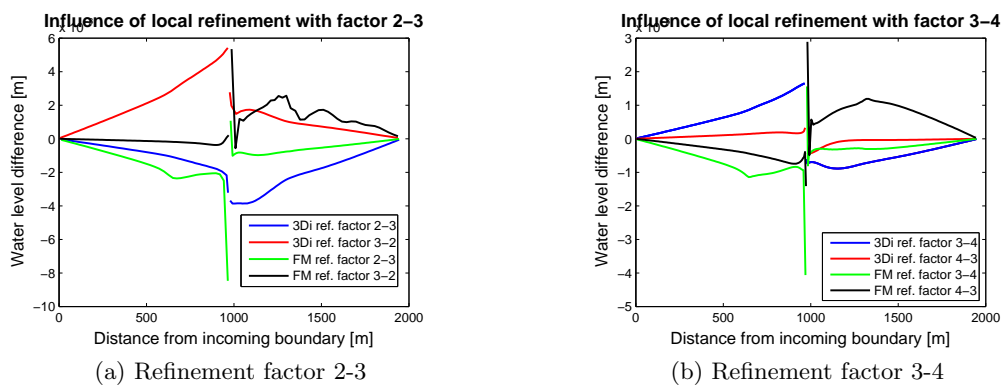 Influence of local refinement with factor 2−3
6
4
2
0
−2
−4
−6
−8
−10
Water level difference [m]
0
500
1000
1500
2000
Distance from incoming boundary [m]
3Di ref. factor 2−3
3Di ref. factor 3−2
FM ref. factor 2−3
FM ref. factor 3−2
(a) Refinement factor 2-3
Influence of local refinement with factor 3−4
3
2
1
0
−1
−2
−3
−4
−5
Water level difference [m]
0
500
1000
1500
2000
Distance from incoming boundary [m]
3Di ref. factor 3−4
3Di ref. factor 4−3
FM ref. factor 3−4
FM ref. factor 4−3
(b) Refinement factor 3-4